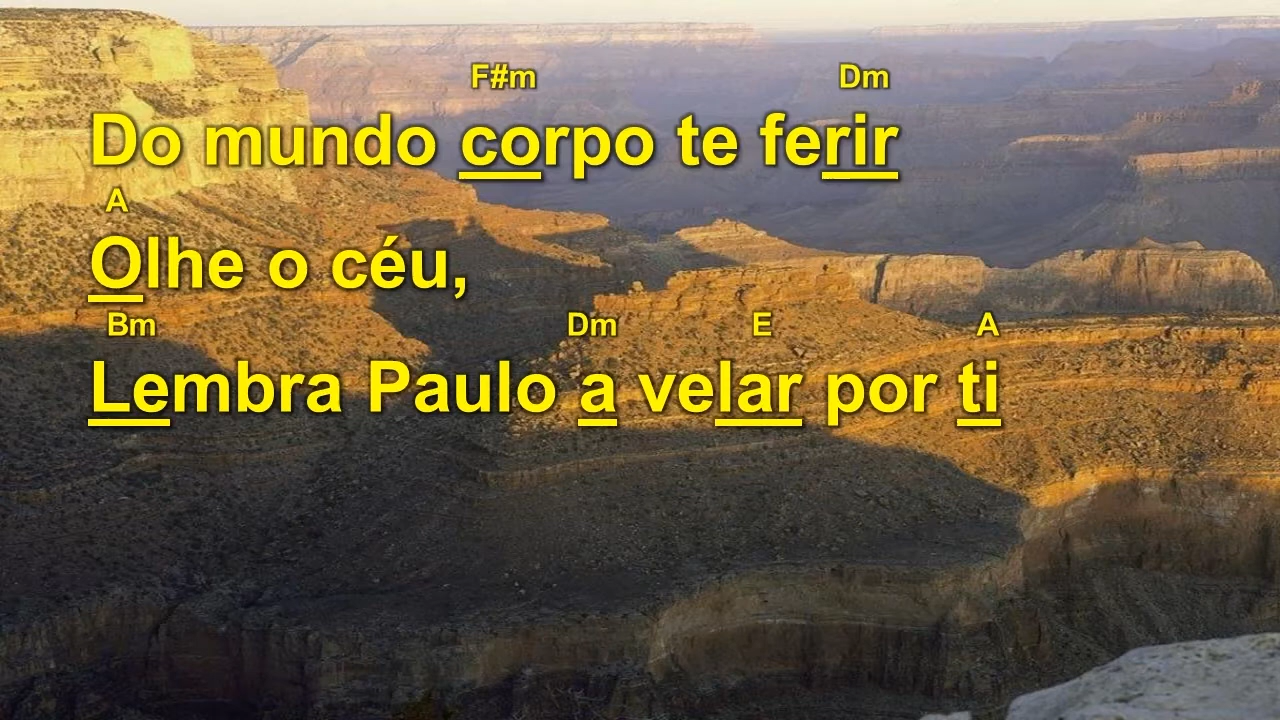 F#m Dm
Do mundo corpo te ferir
A
Olhe o céu,
Bm Dm E A
Lembra Paulo a velar por ti